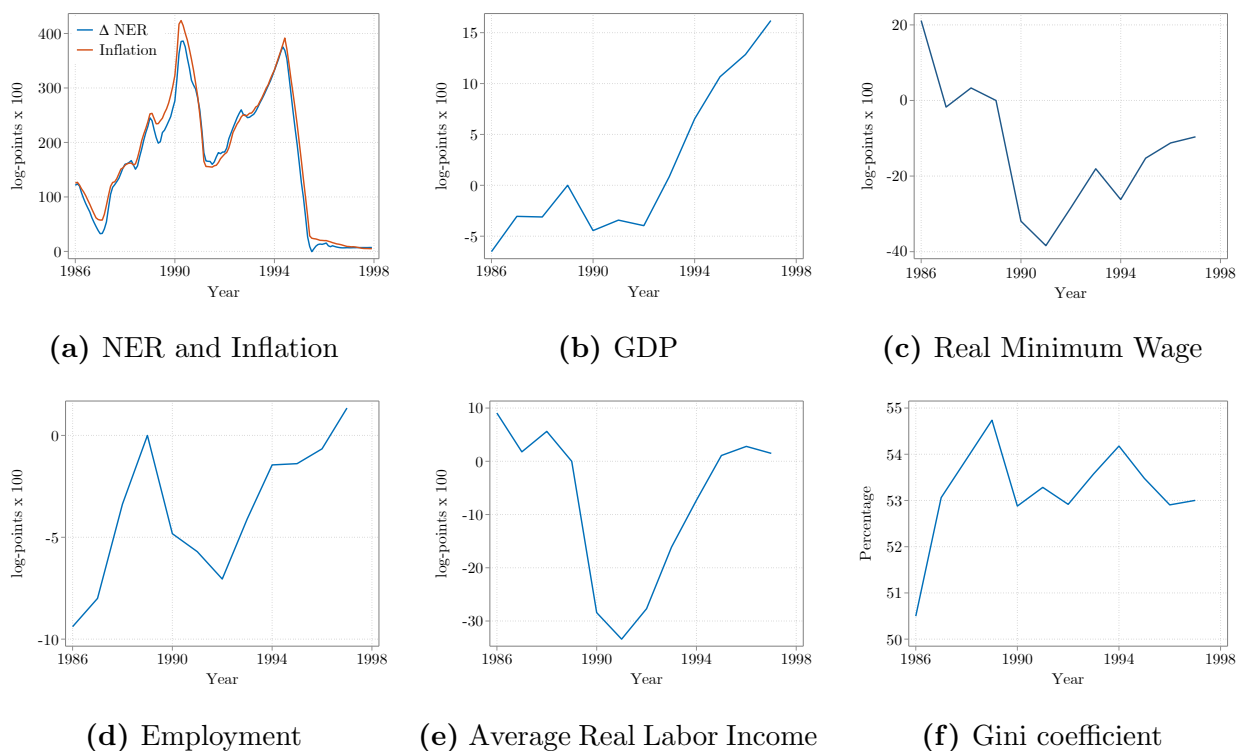 400
300
200
100
0
log-points x 100
Δ NER
Inflation
1986
1990
1994
1998
Year
(a) NER and Inflation
15
10
5
0
-5
log-points x 100
1986
1990
1994
1998
Year
(b) GDP
20
0
-20
-40
log-points x 100
1986
1990
1994
1998
Year
(c) Real Minimum Wage
0
-5
-10
log-points x 100
1986
1990
1994
1998
Year
(d) Employment
10
0
-10
-20
-30
log-points x 100
1986
1990
1994
1998
Year
(e) Average Real Labor Income
55
54
53
52
51
50
Percentage
1986
1990
1994
1998
Year
(f) Gini coefficient